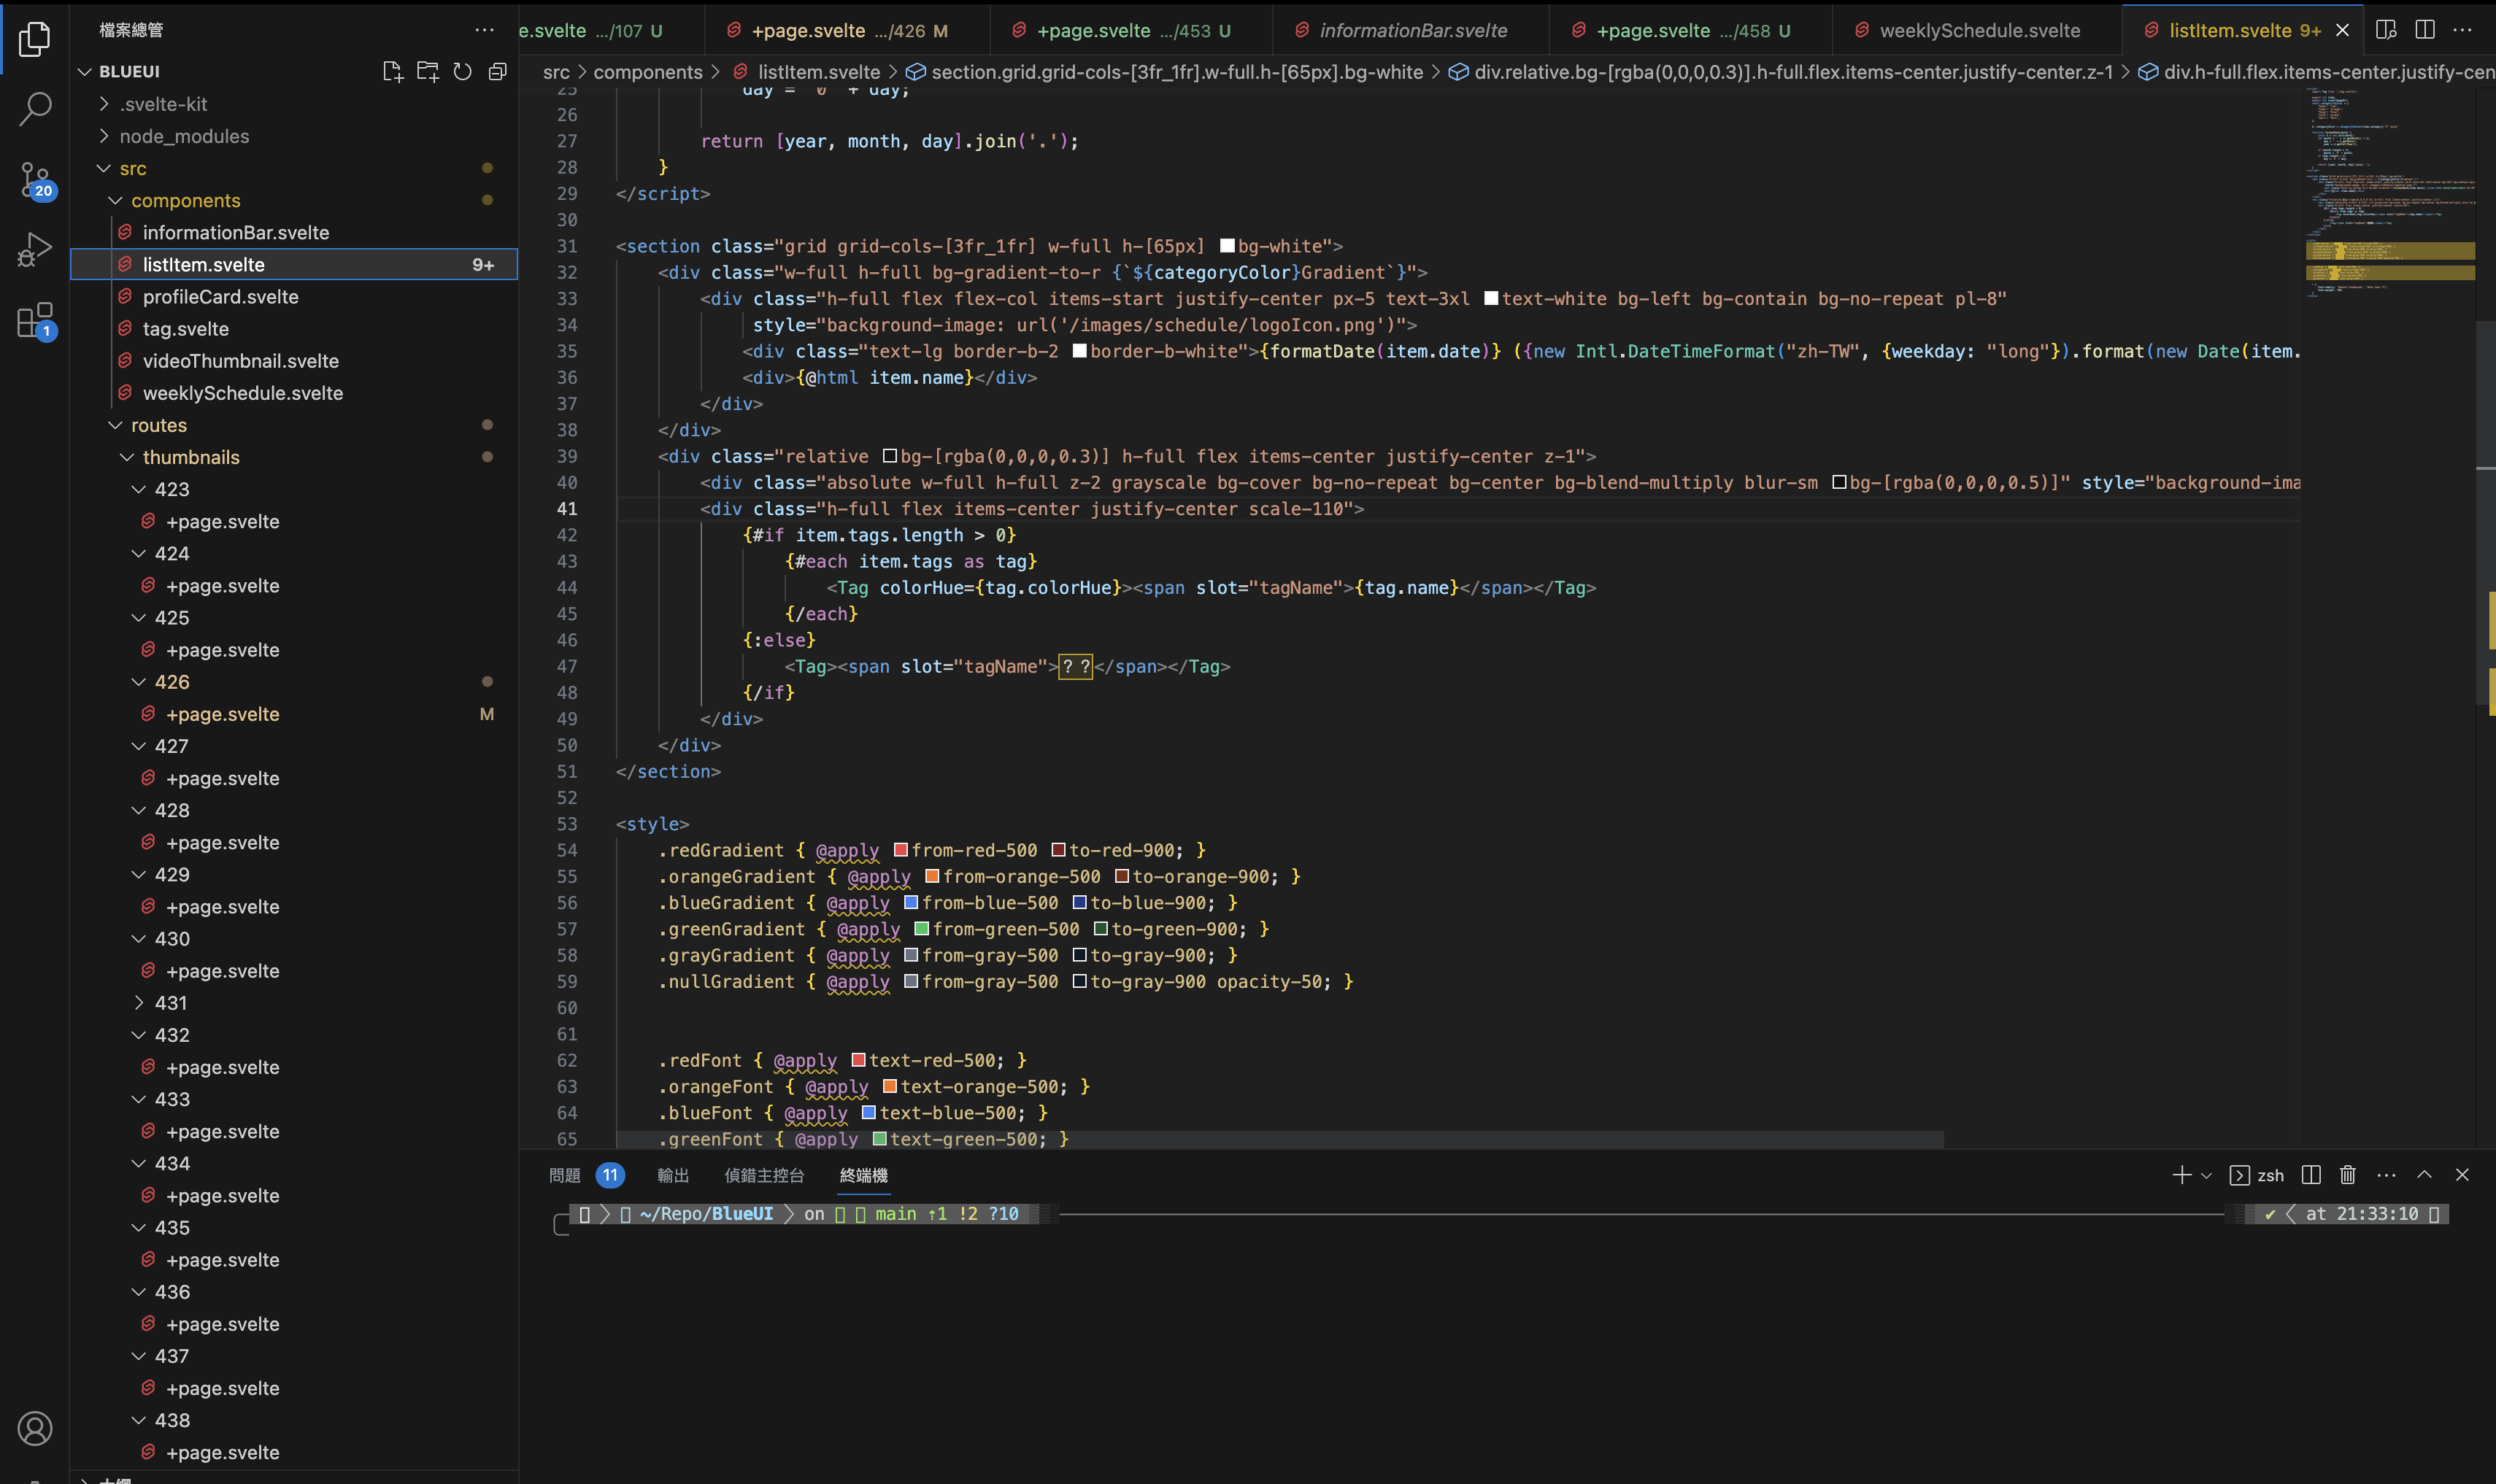 檔案總管
BLUEUI
.svelte-kit
node_modules
src
components
informationBar.svelte
listItem.svelte 9+
profileCard.svelte
tag.svelte
videoThumbnail.svelte
weeklySchedule.svelte
routes
thumbnails
423
+page.svelte
424
+page.svelte
425
+page.svelte
426
+page.svelte M
427
+page.svelte
428
+page.svelte
429
+page.svelte
430
+page.svelte
431
432
+page.svelte
433
+page.svelte
434
+page.svelte
435
+page.svelte
436
+page.svelte
437
+page.svelte
438
+page.svelte
20
1
e.svelte .../107 U
+page.svelte .../426 M
+page.svelte .../453 U
informationBar.svelte
+page.svelte .../458 U
weeklySchedule.svelte
listItem.svelte 9+
src > components > listItem.svelte > section.grid.grid-cols-[3fr_1fr].w-full.h-[65px].bg-white > div.relative.bg-[rgba(0,0,0,0.3)].h-full.flex.items-center.justify-center.z-1 > div.h-full.flex.items-center.justify-cen
25 day = '0' + day;
26
27 return [year, month, day].join('.');
28 }
29 </script>
30
31 <section class="grid grid-cols-[3fr_1fr] w-full h-[65px] bg-white">
32 <div class="w-full h-full bg-gradient-to-r {`${categoryColor}Gradient`}">
33 <div class="h-full flex flex-col items-start justify-center px-5 text-3xl text-white bg-left bg-contain bg-no-repeat pl-8"
34 style="background-image: url('/images/schedule/logoIcon.png')">
35 <div class="text-lg border-b-2 border-b-white">{formatDate(item.date)} ({new Intl.DateTimeFormat("zh-TW", {weekday: "long"}).format(new Date(item.
36 <div>{@html item.name}</div>
37 </div>
38 </div>
39 <div class="relative bg-[rgba(0,0,0,0.3)] h-full flex items-center justify-center z-1">
40 <div class="absolute w-full h-full z-2 grayscale bg-cover bg-no-repeat bg-center bg-blend-multiply blur-sm bg-[rgba(0,0,0,0.5)]" style="background-ima
41 <div class="h-full flex items-center justify-center scale-110">
42 {#if item.tags.length > 0}
43 {#each item.tags as tag}
44 <Tag colorHue={tag.colorHue}><span slot="tagName">{tag.name}</span></Tag>
45 {/each}
46 {:else}
47 <Tag><span slot="tagName">？？</span></Tag>
48 {/if}
49 </div>
50 </div>
51 </section>
52
53 <style>
54 .redGradient { @apply from-red-500 to-red-900; }
55 .orangeGradient { @apply from-orange-500 to-orange-900; }
56 .blueGradient { @apply from-blue-500 to-blue-900; }
57 .greenGradient { @apply from-green-500 to-green-900; }
58 .grayGradient { @apply from-gray-500 to-gray-900; }
59 .nullGradient { @apply from-gray-500 to-gray-900 opacity-50; }
60
61
62 .redFont { @apply text-red-500; }
63 .orangeFont { @apply text-orange-500; }
64 .blueFont { @apply text-blue-500; }
65 .greenFont { @apply text-green-500; }
問題 11 輸出 偵錯主控台 終端機
zsh
~/Repo/BlueUI on main ⇡1 !2 ?10 ✔ at 21:33:10